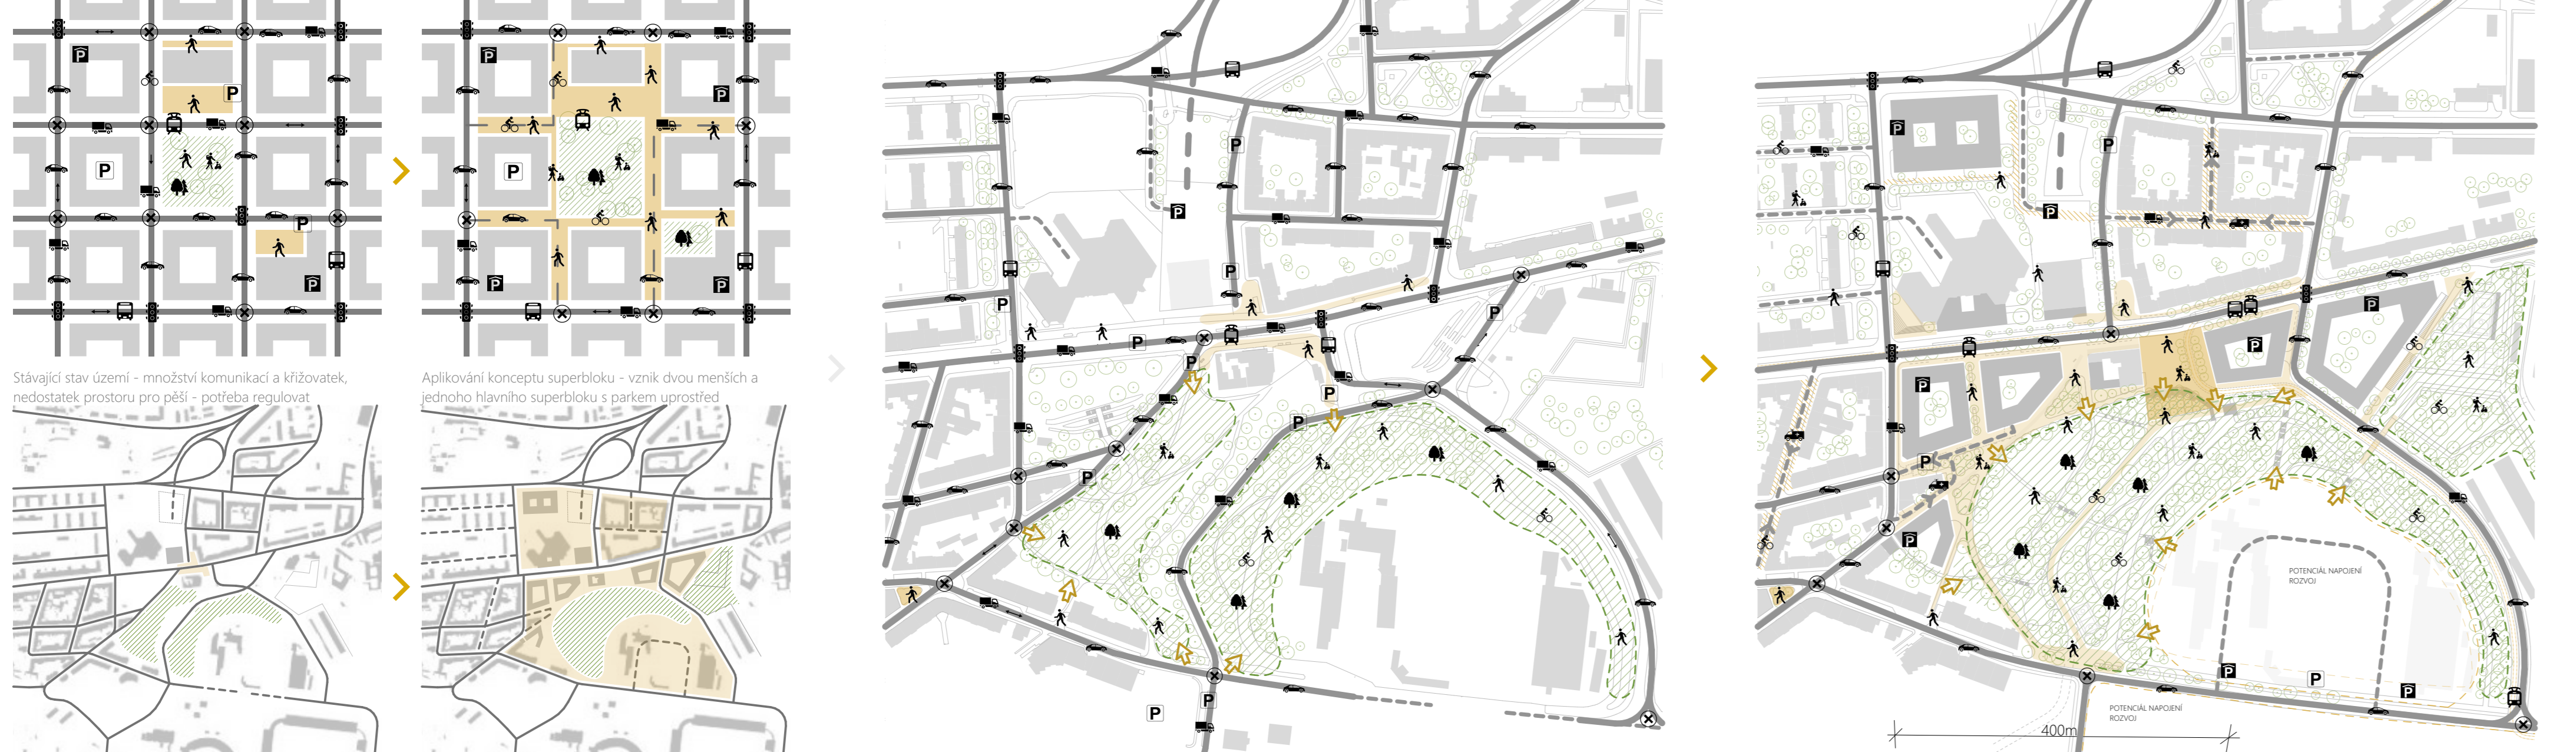 Stávající stav území - množství komunikací a křižovatek,
nedostatek prostoru pro pěší - potřeba regulovat
Aplikování konceptu superbloku - vznik dvou menších a
jednoho hlavního superbloku s parkem uprostřed
POTENCIÁL NAPOJENÍ
ROZVOJ
POTENCIÁL NAPOJENÍ
ROZVOJ
400m